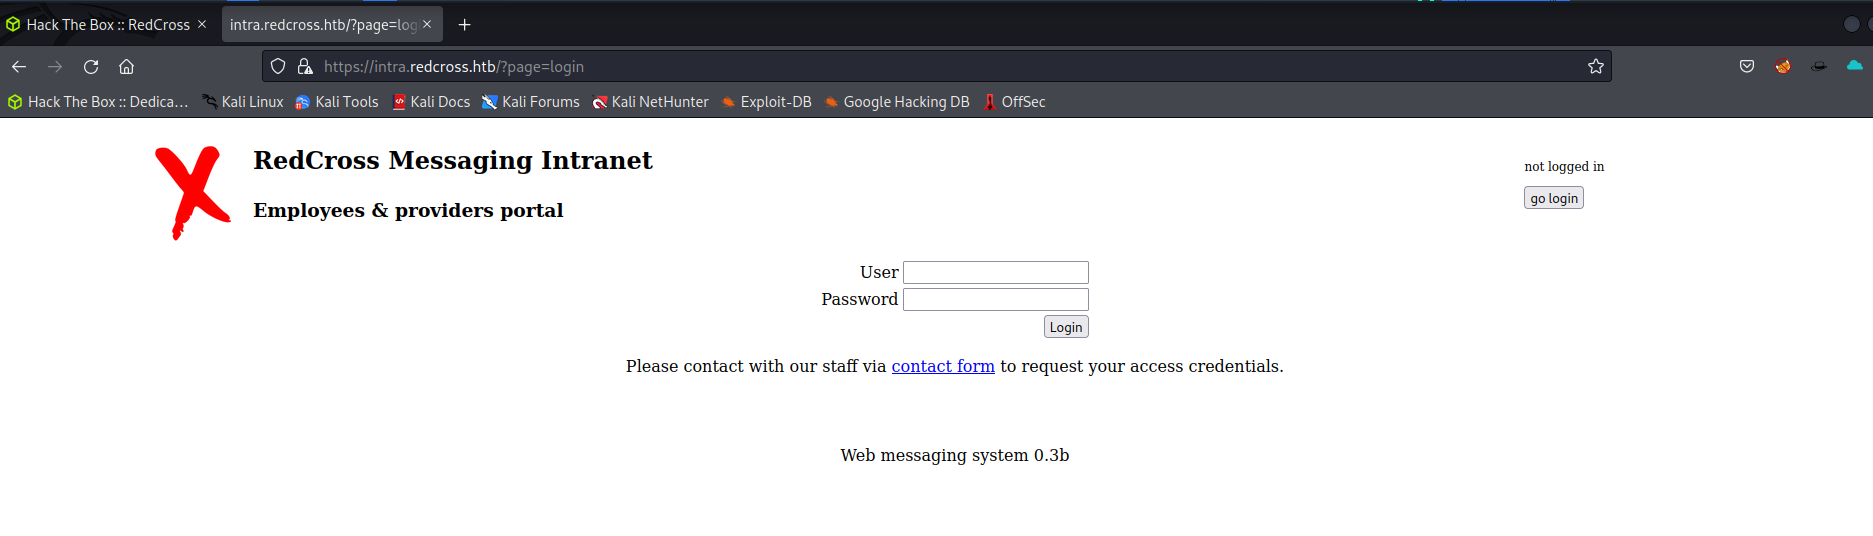 Hack The Box :: RedCross
intra.redcross.htb/?page=log
https://intra.redcross.htb/?page=login
Hack The Box :: Dedica… Kali Linux Kali Tools Kali Docs Kali Forums Kali NetHunter Exploit-DB Google Hacking DB OffSec
RedCross Messaging Intranet
not logged in
go login
Employees & providers portal
User
Password
Login
Please contact with our staff via contact form to request your access credentials.
Web messaging system 0.3b